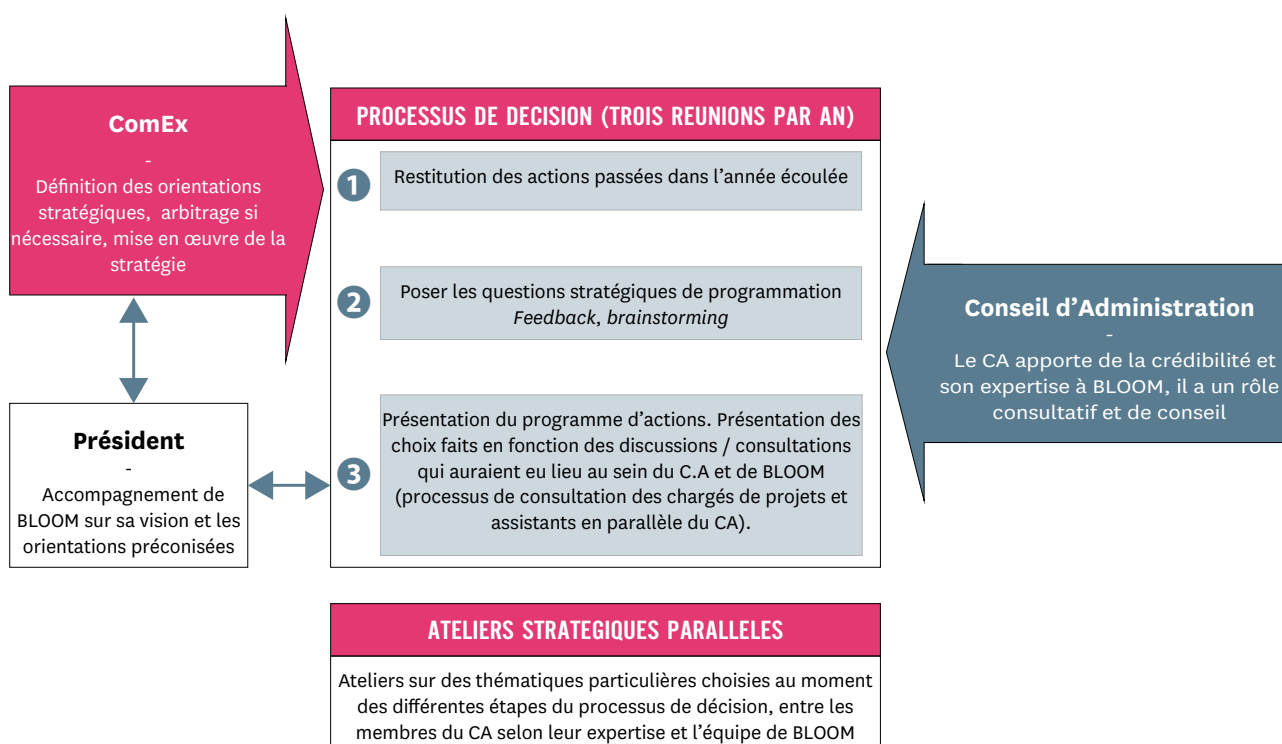 ComEx
-
Définition des orientations
stratégiques, arbitrage si
nécessaire, mise en œuvre de la
stratégie
Président
-
Accompagnement de
BLOOM sur sa vision et les
orientations préconisées
PROCESSUS DE DECISION (TROIS REUNIONS PAR AN)
1
Restitution des actions passées dans l’année écoulée
2
Poser les questions stratégiques de programmation
Feedback, brainstorming
3
Présentation du programme d’actions. Présentation des
choix faits en fonction des discussions / consultations
qui auraient eu lieu au sein du C.A et de BLOOM
(processus de consultation des chargés de projets et
assistants en parallèle du CA).
Conseil d’Administration
-
Le CA apporte de la crédibilité et
son expertise à BLOOM, il a un rôle
consultatif et de conseil
ATELIERS STRATEGIQUES PARALLELES
Ateliers sur des thématiques particulières choisies au moment
des différentes étapes du processus de décision, entre les
membres du CA selon leur expertise et l’équipe de BLOOM